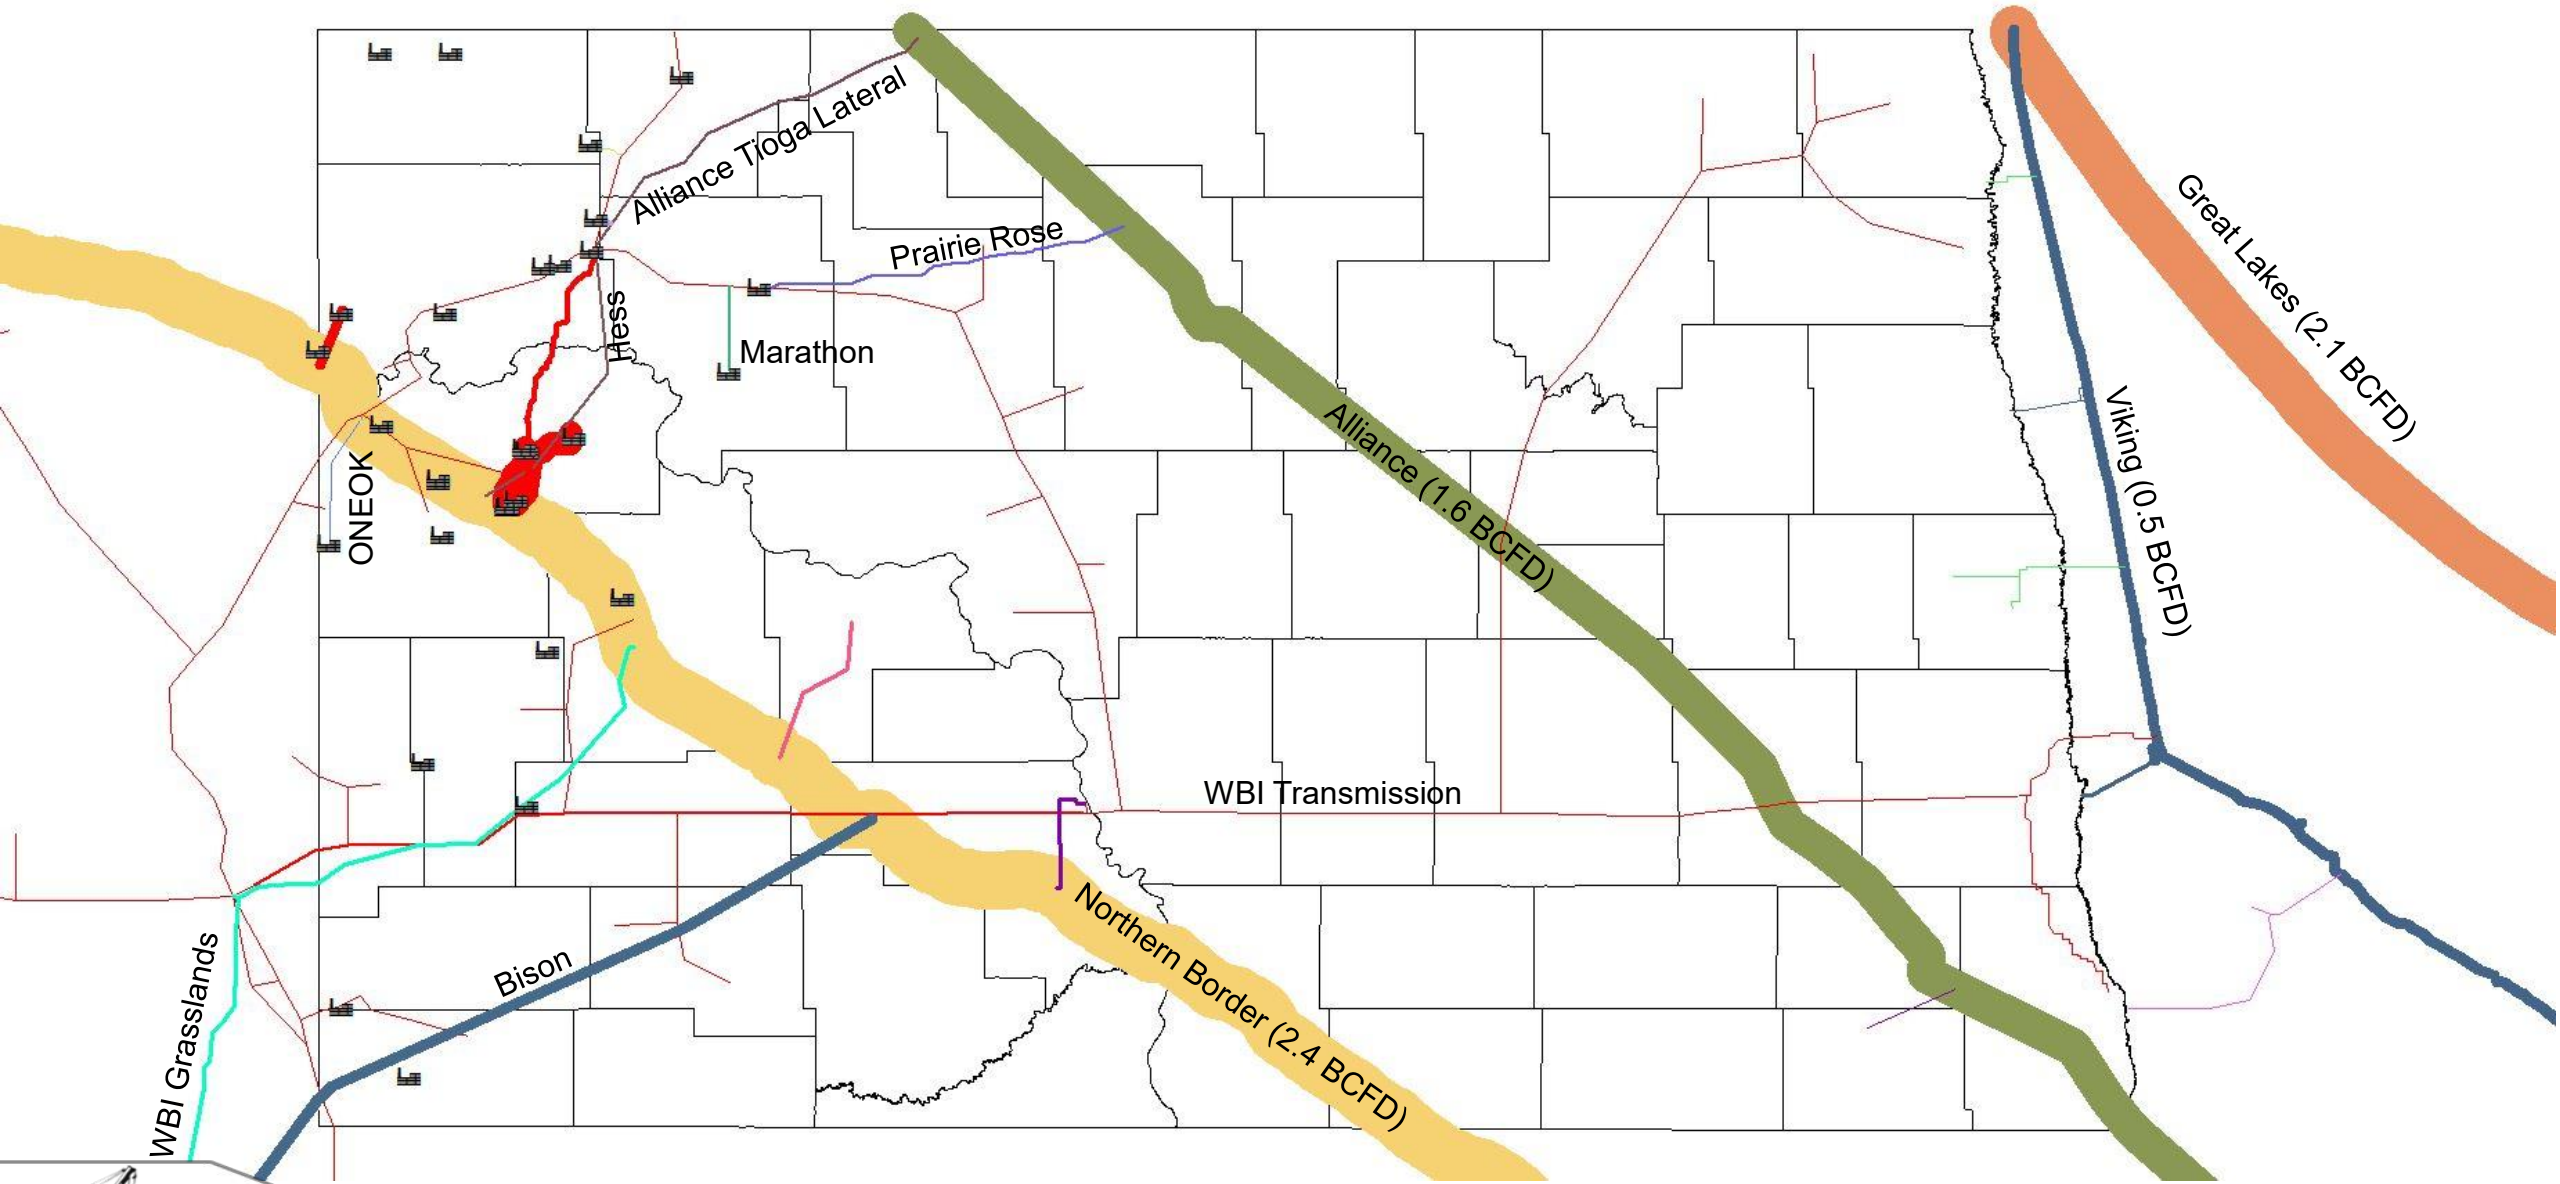 Alliance Tioga Lateral
Great Lakes (2.1 BCFD)
Prairie Rose
Hess
Marathon
Viking (0.5 BCFD)
Alliance (1.6 BCFD)
ONEOK
WBI Transmission
Northern Border (2.4 BCFD)
Bison
WBI Grasslands